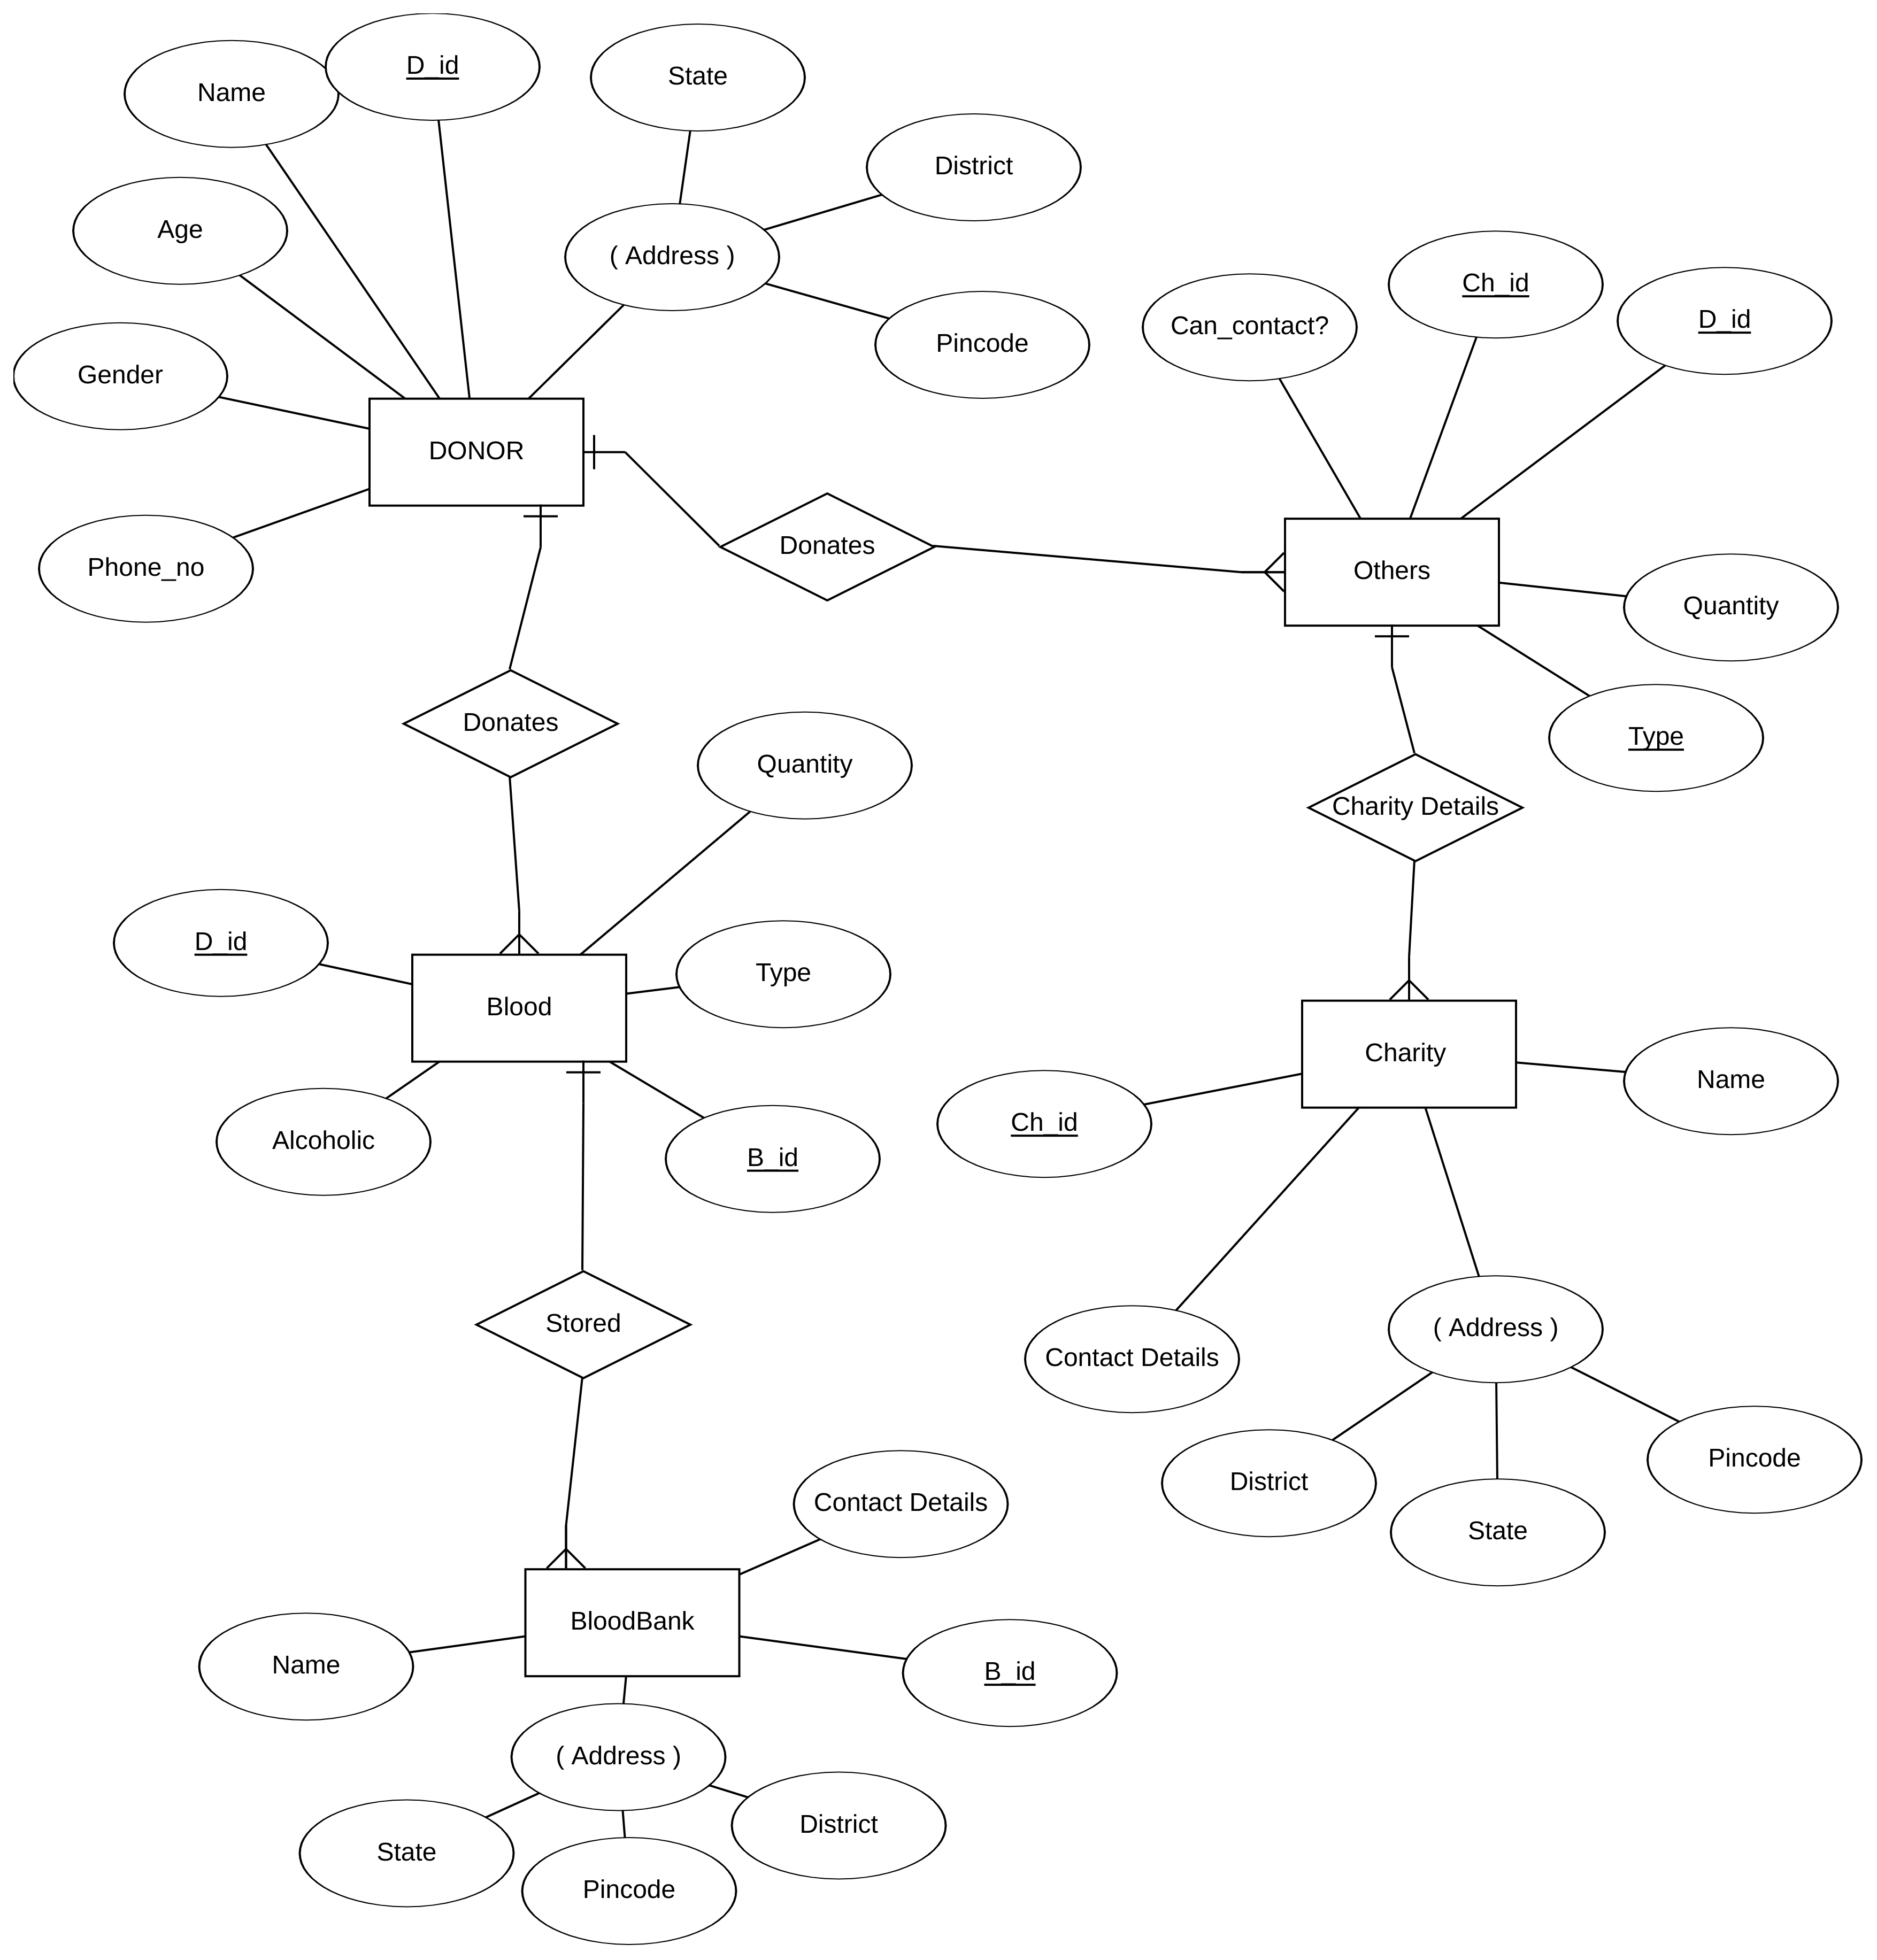 D_id
Name
State
District
Age
( Address )
Ch_id
D_id
Can_contact?
Pincode
Gender
DONOR
Donates
Phone_no
Others
Quantity
Donates
Type
Quantity
Charity Details
D_id
Type
Blood
Charity
Name
Alcoholic
B_id
Ch_id
Stored
( Address )
Contact Details
District
Pincode
State
Contact Details
BloodBank
Name
B_id
( Address )
District
State
Pincode